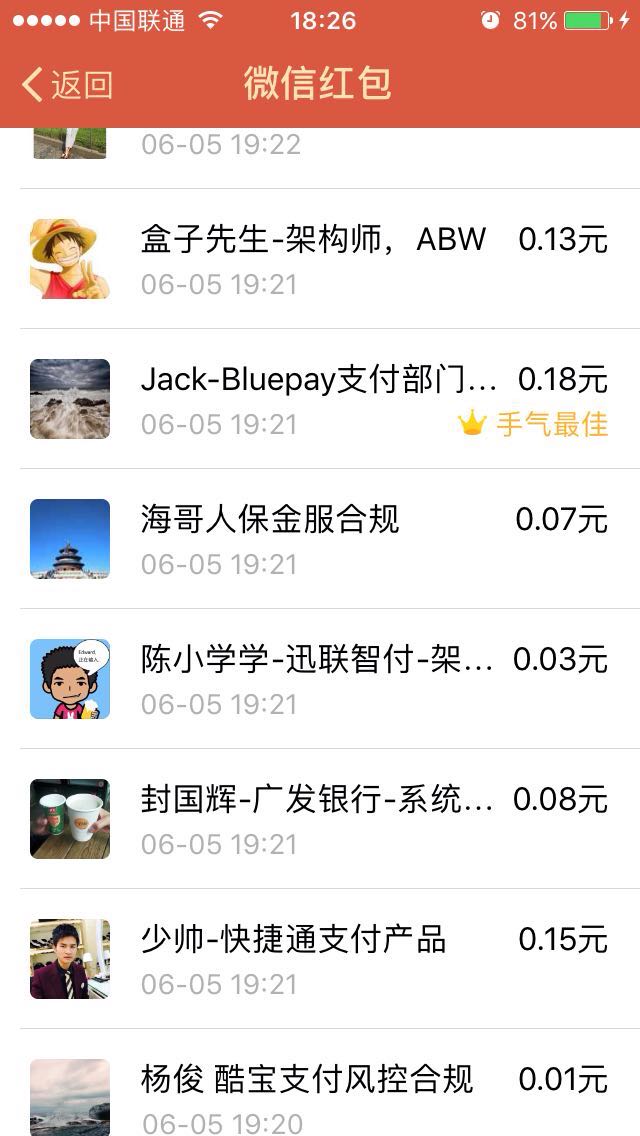 中国联通 18:26 81%
返回 微信红包
06-05 19:22
盒子先生-架构师，ABW 0.13元
06-05 19:21
Jack-Bluepay支付部门... 0.18元
06-05 19:21 手气最佳
海哥人保金服合规 0.07元
06-05 19:21
Edward,
正在输入
陈小学学-迅联智付-架... 0.03元
06-05 19:21
封国辉-广发银行-系统... 0.08元
06-05 19:21
少帅-快捷通支付产品 0.15元
06-05 19:21
杨俊 酷宝支付风控合规 0.01元
06-05 19:20